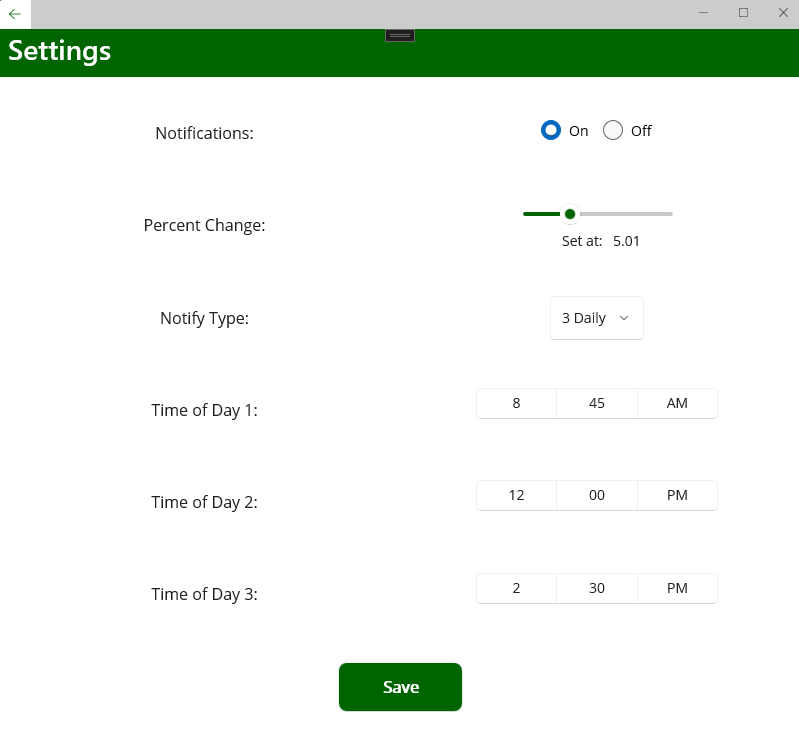 Settings
Notifications: On Off
Percent Change:
Set at: 5.01
Notify Type: 3 Daily
Time of Day 1: 8 45 AM
Time of Day 2: 12 00 PM
Time of Day 3: 2 30 PM
Save